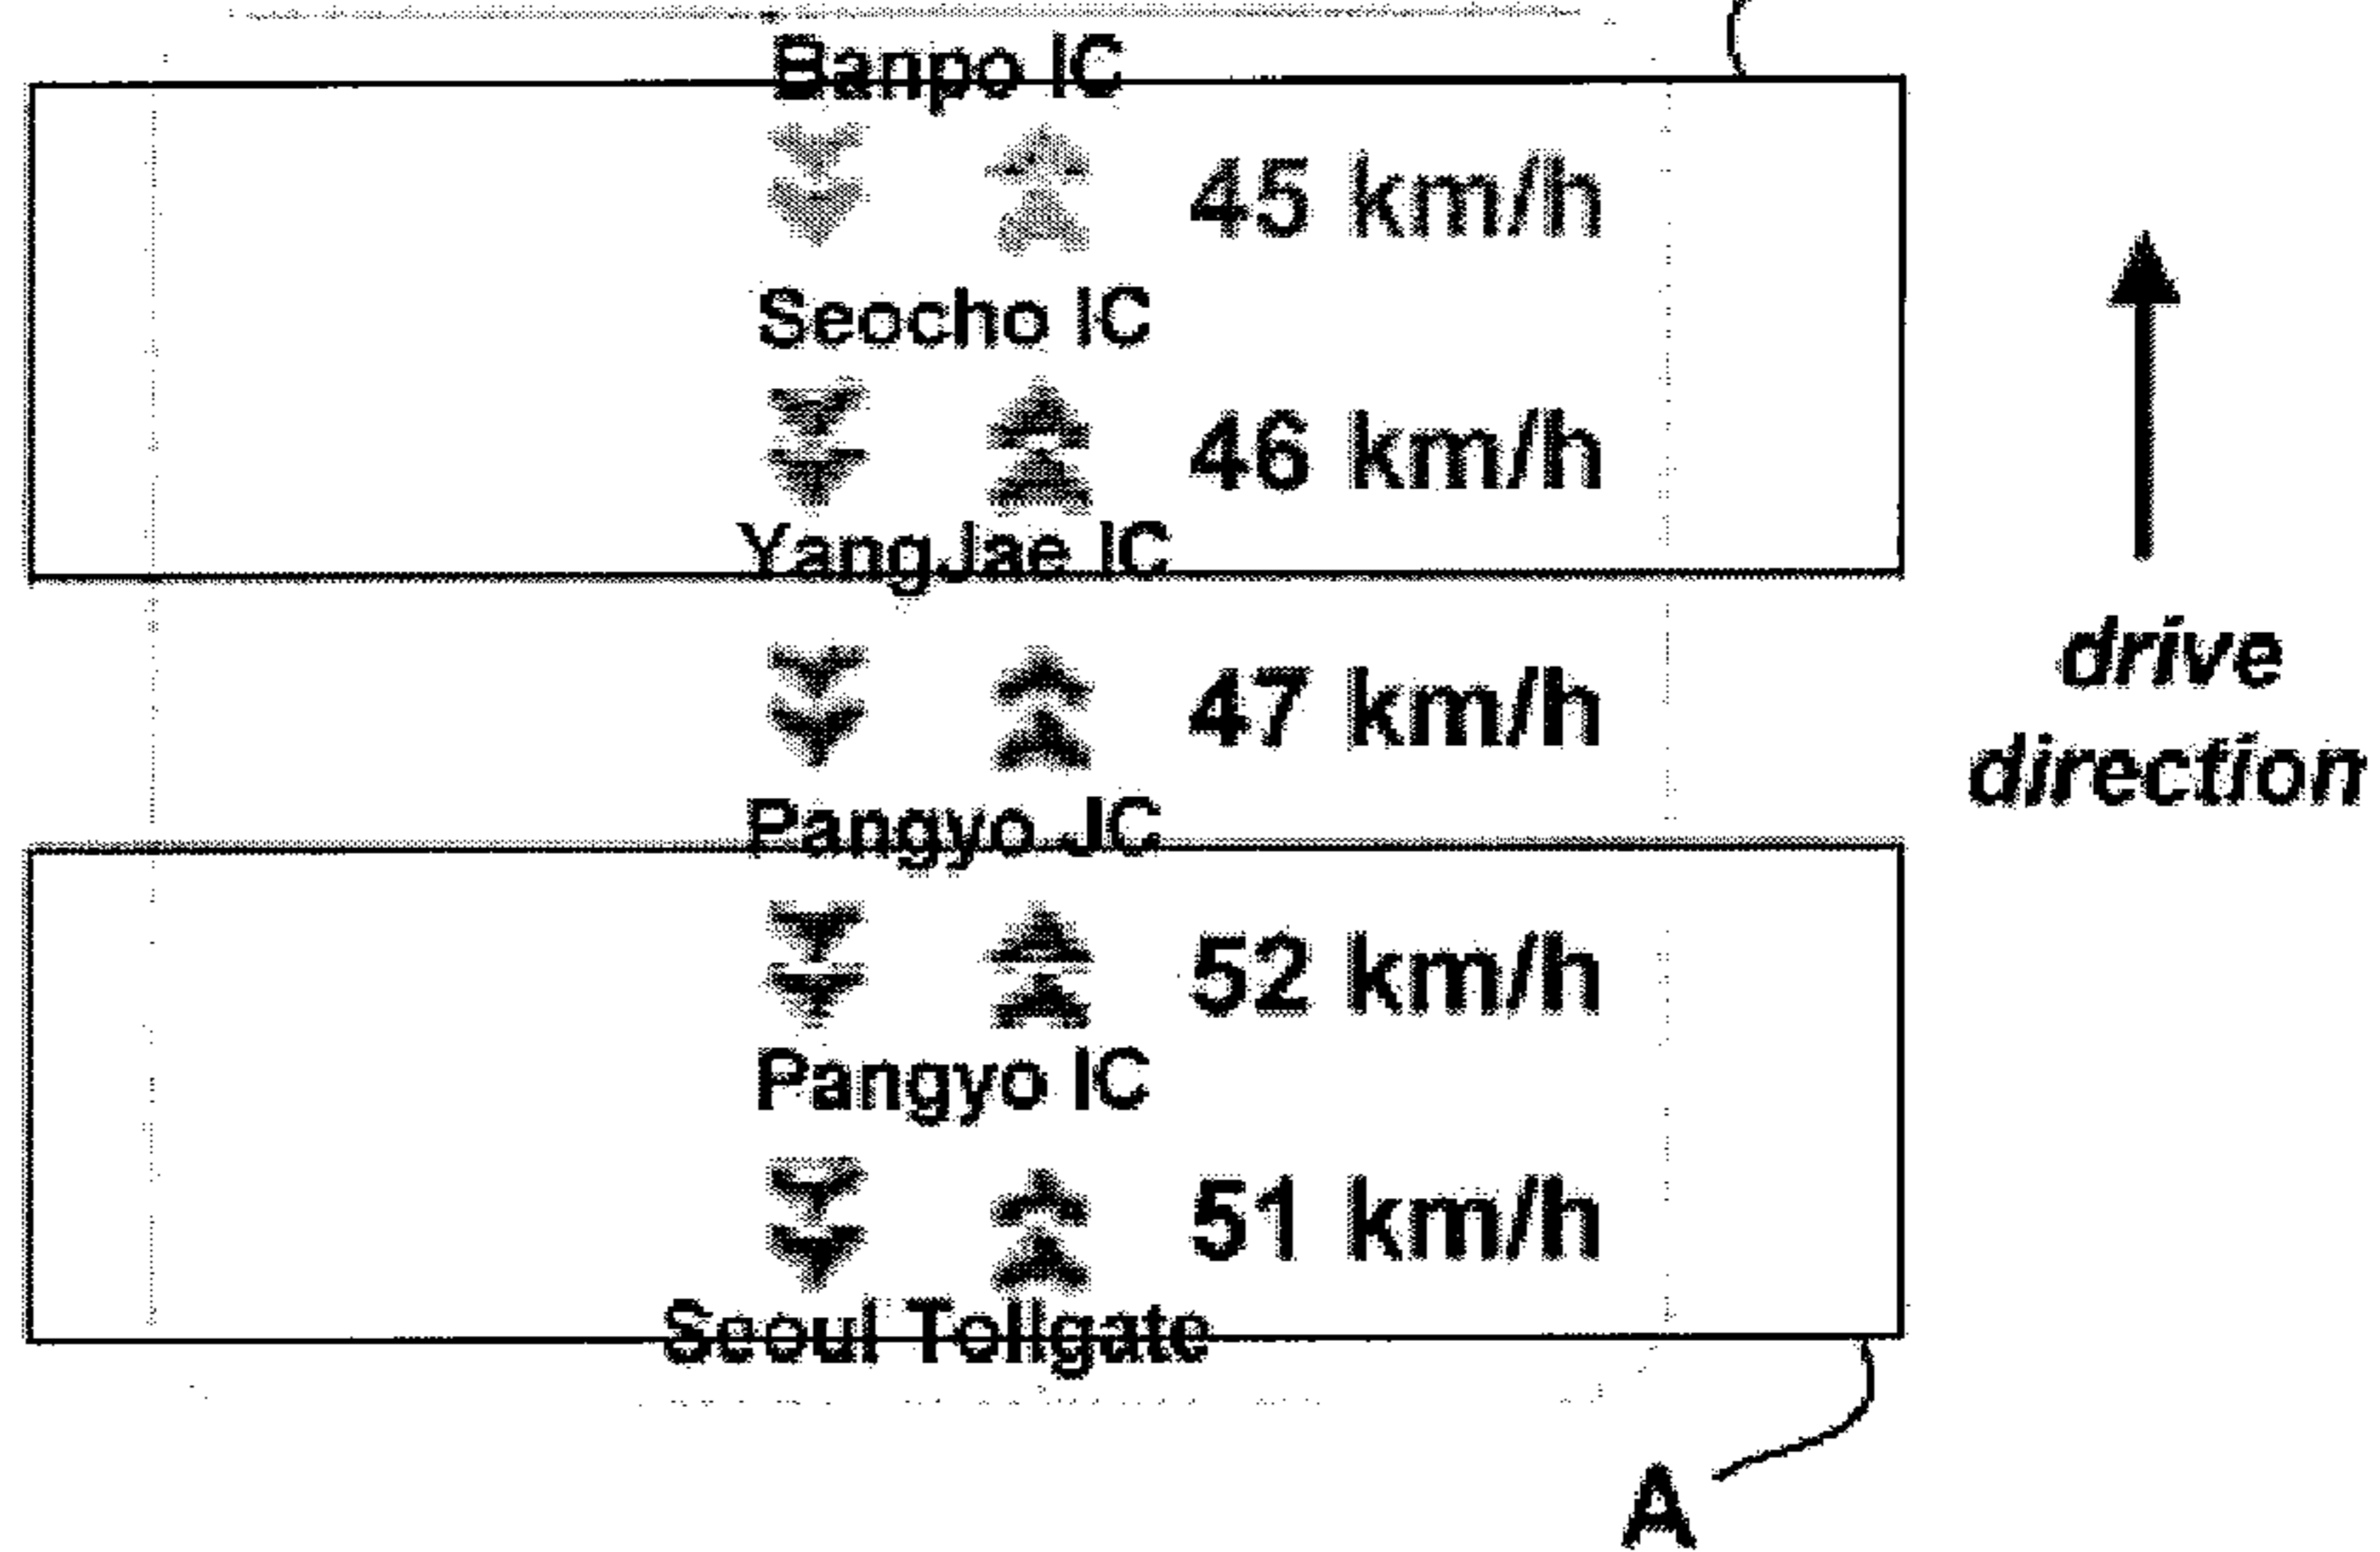 Banpo IC
45 km/h
Seocho IC
46 km/h
YangJae IC
47 km/h
drive
direction
Pangyo JC
52 km/h
Pangyo IC
51 km/h
Seoul Tollgate
A